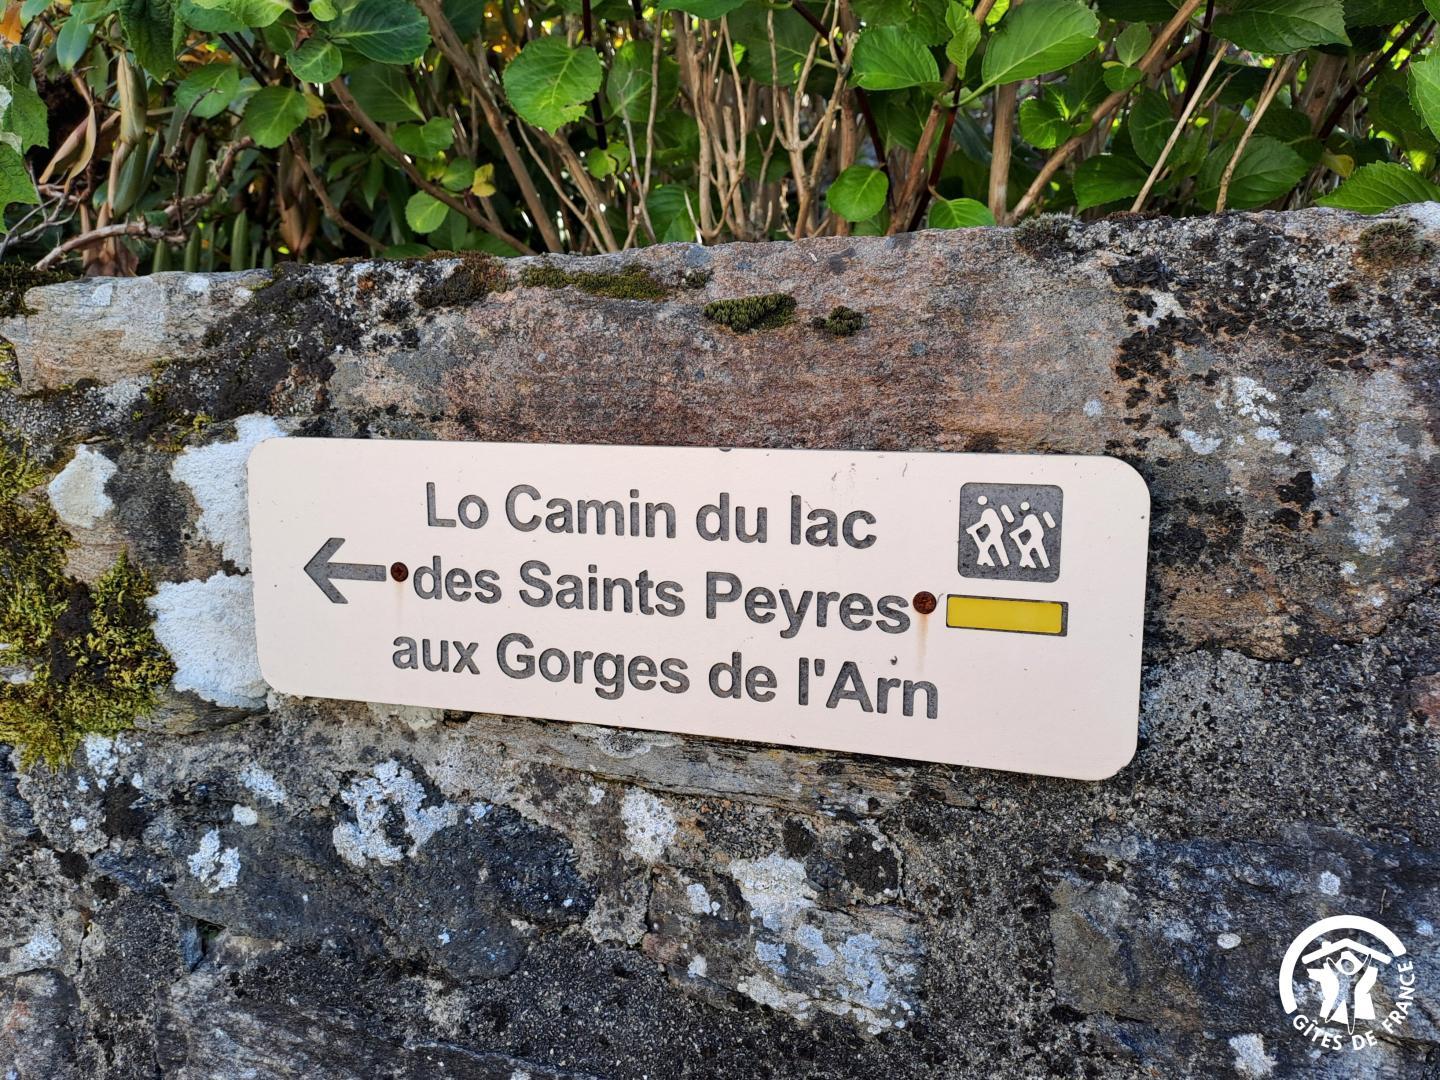 Lo Camin du lac
des Saints Peyres
aux Gorges de l'Arn
GÎTES DE FRANCE